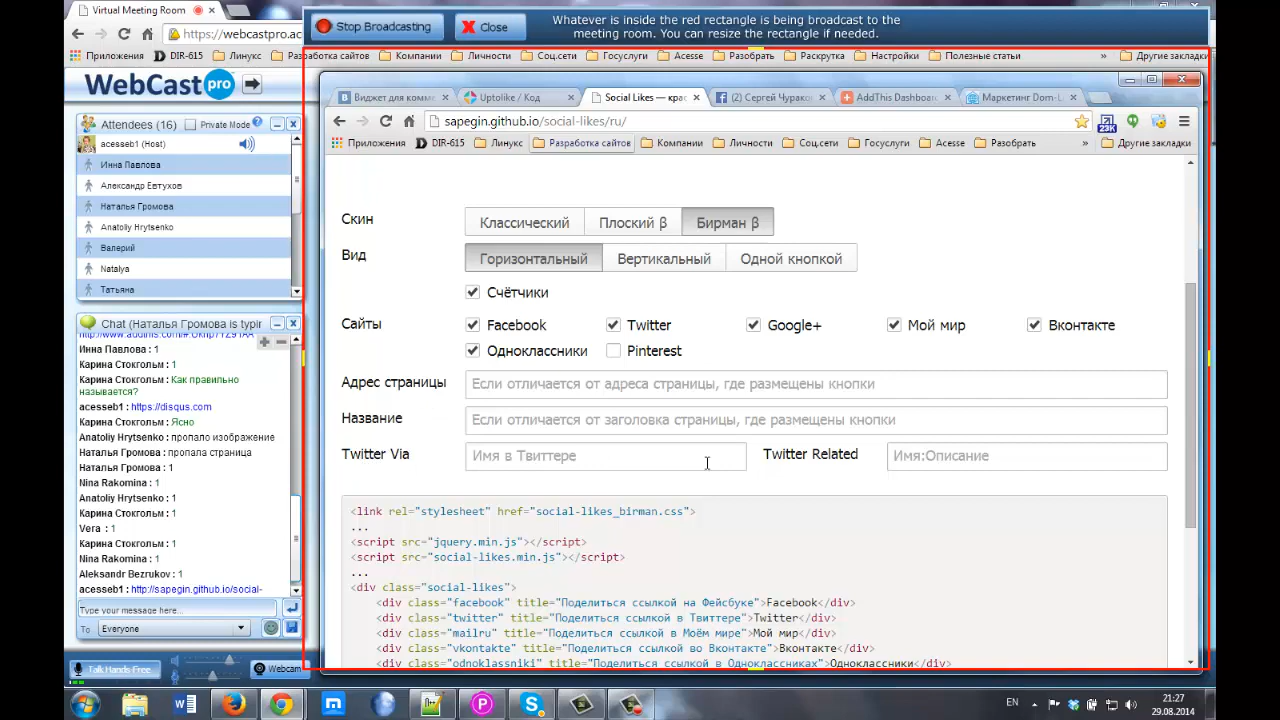 Virtual Meeting Room
https://webcastpro.ac
Приложения DIR-615 Линукс Разработка сайтов Компании Личности Соц.сети Госуслуги Acesse Разобрать Раскрутка Настройки Полезные статьи » Другие закладки
Stop Broadcasting
Close
Whatever is inside the red rectangle is being broadcast to the
meeting room. You can resize the rectangle if needed.
WebCast pro
Attendees (16) Private Mode
acesseb1 (Host)
Инна Павлова
Александр Евтухов
Наталья Громова
Anatoliy Hrytsenko
Валерий
Natalya
Татьяна
Chat (Наталья Громова is typir
Инна Павлова : 1
Карина Стокгольм : 1
Карина Стокгольм : Как правильно
называется?
acesseb1 : https://disqus.com
Карина Стокгольм : Ясно
Anatoliy Hrytsenko : пропало изображение
Наталья Громова : пропала страница
Карина Стокгольм : 1
Наталья Громова : 1
Nina Rakomina : 1
Anatoliy Hrytsenko : 1
Карина Стокгольм : 1
Vera : 1
Карина Стокгольм : 1
Nina Rakomina : 1
Aleksandr Bezrukov : 1
acesseb1 : http://sapegin.github.io/social-
Type your message here...
To Everyone
Talk Hands-Free
Webcam
Виджет для комме
Uptolike / Код
Social Likes — крас
(2) Сергей Чурако
AddThis Dashboard
Маркетинг Dom-L
sapegin.github.io/social-likes/ru/
23K
Приложения DIR-615 Линукс Разработка сайтов Компании Личности Соц.сети Госуслуги Acesse Разобрать » Другие закладки
Скин Классический Плоский β Бирман β
Вид Горизонтальный Вертикальный Одной кнопкой
Счётчики
Сайты Facebook Twitter Google+ Мой мир Вконтакте
Одноклассники Pinterest
Адрес страницы Если отличается от адреса страницы, где размещены кнопки
Название Если отличается от заголовка страницы, где размещены кнопки
Twitter Via Имя в Твиттере Twitter Related Имя:Описание
<link rel="stylesheet" href="social-likes_birman.css">
...
<script src="jquery.min.js"></script>
<script src="social-likes.min.js"></script>
...
<div class="social-likes">
<div class="facebook" title="Поделиться ссылкой на Фейсбуке">Facebook</div>
<div class="twitter" title="Поделиться ссылкой в Твиттере">Twitter</div>
<div class="mailru" title="Поделиться ссылкой в Моём мире">Мой мир</div>
<div class="vkontakte" title="Поделиться ссылкой во Вконтакте">Вконтакте</div>
<div class="odnoklassniki" title="Поделиться ссылкой в Одноклассниках">Одноклассники</div>
EN
21:27
29.08.2014